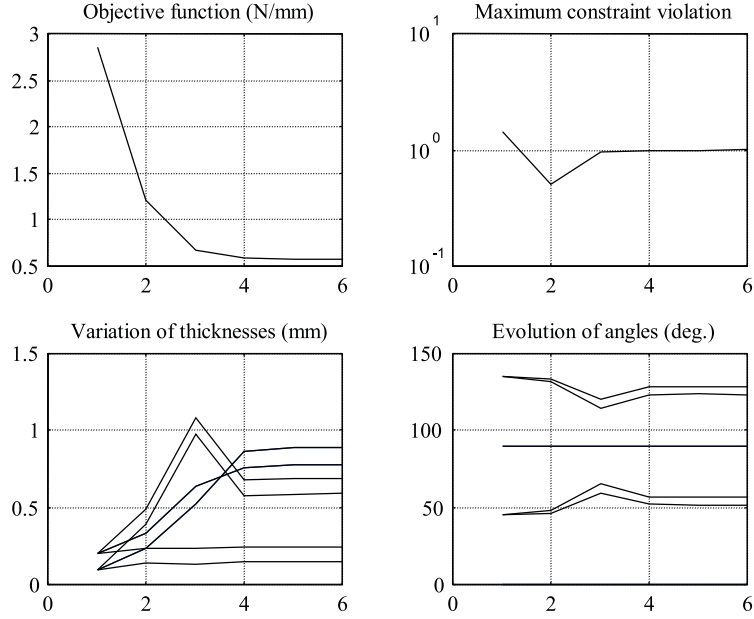 Objective function (N/mm)
3
2.5
2
1.5
1
0.5
0 2 4 6
Maximum constraint violation
10^1
10^0
10^-1
0 2 4 6
Variation of thicknesses (mm)
1.5
1
0.5
0
0 2 4 6
Evolution of angles (deg.)
150
100
50
0
0 2 4 6